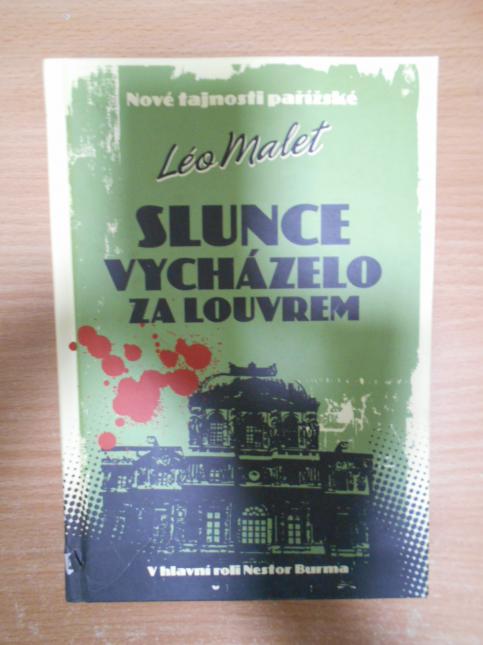 Nové tajnosti pařížské
Léo Malet
SLUNCE
VYCHÁZELO
ZA LOUVREM
V hlavní roli Nestor Burma